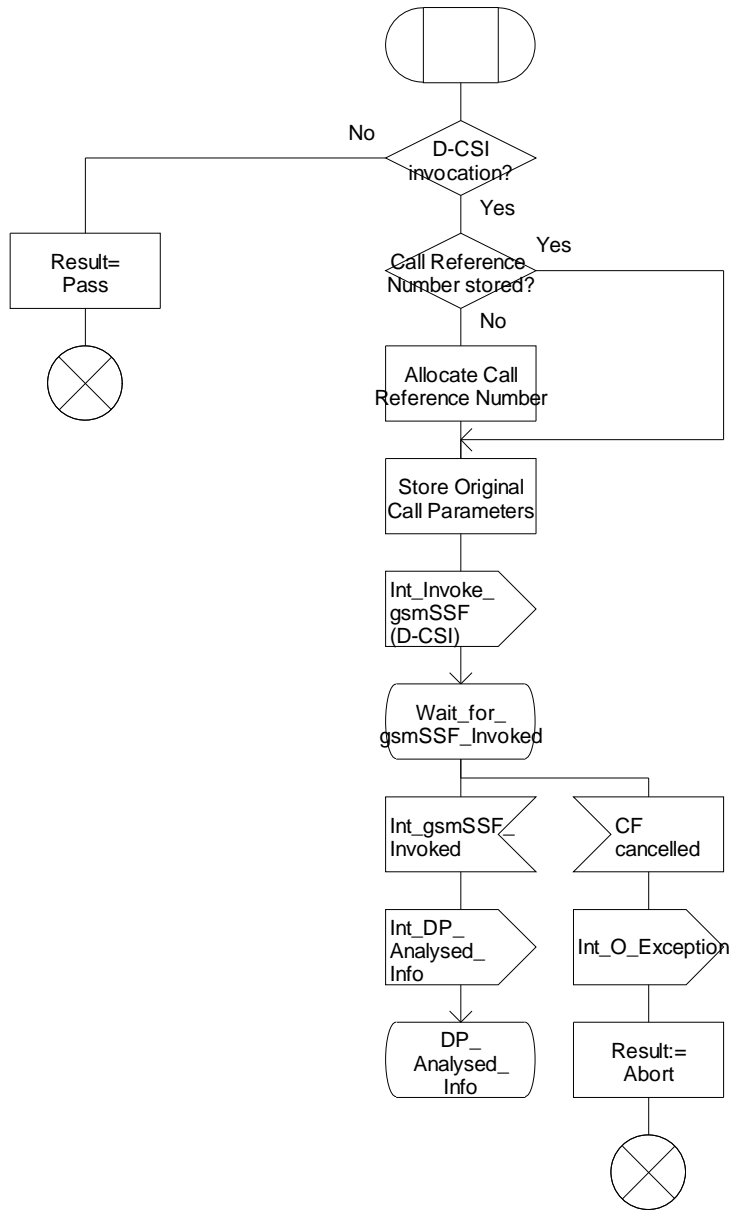 No
D-CSI
invocation?
Yes
Result=
Pass
Call Reference
Number stored?
Yes
No
Allocate Call
Reference Number
Store Original
Call Parameters
Int_Invoke_
gsmSSF
(D-CSI)
Wait_for_
gsmSSF_Invoked
Int_gsmSSF_
Invoked
CF
cancelled
Int_DP_
Analysed_
Info
Int_O_Exception
DP_
Analysed_
Info
Result:=
Abort